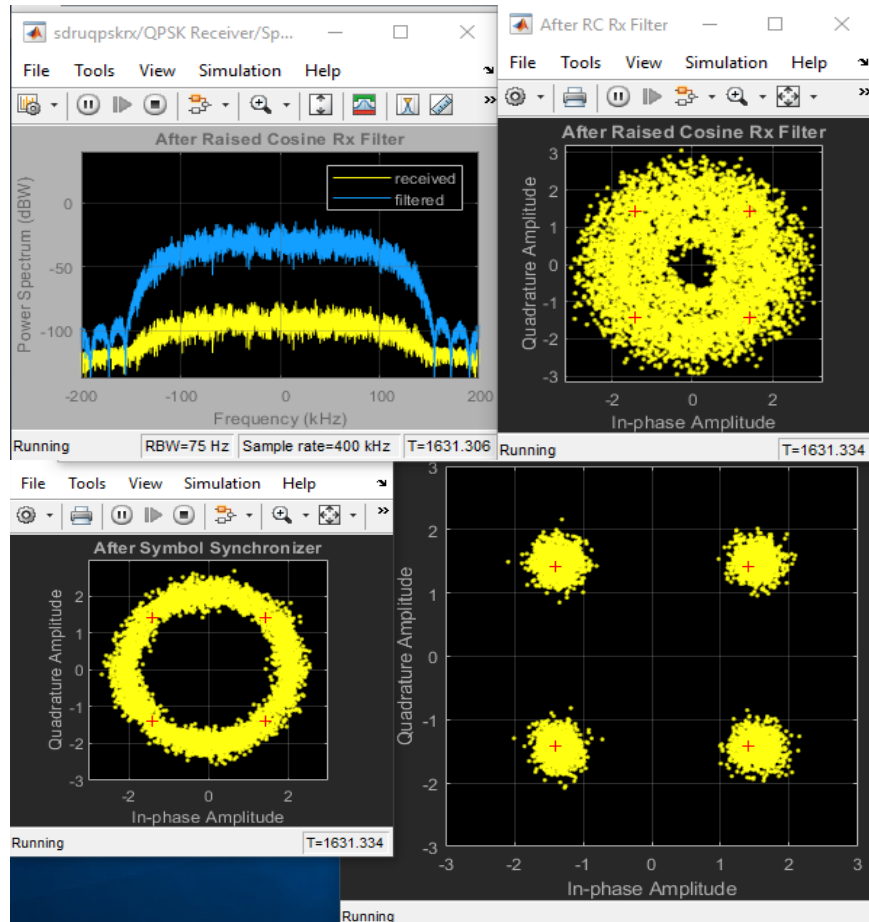 sdruqpskrx/QPSK Receiver/Sp...
File Tools View Simulation Help
After Raised Cosine Rx Filter
received
filtered
Power Spectrum (dBW)
0
-50
-100
-200 -100 0 100 200
Frequency (kHz)
Running RBW=75 Hz Sample rate=400 kHz T=1631.306
After RC Rx Filter
File Tools View Simulation Help
After Raised Cosine Rx Filter
Quadrature Amplitude
3
2
1
0
-1
-2
-3
-2 0 2
In-phase Amplitude
Running T=1631.334
File Tools View Simulation Help
After Symbol Synchronizer
Quadrature Amplitude
2
1
0
-1
-2
-3
-2 0 2
In-phase Amplitude
Running T=1631.334
Quadrature Amplitude
3
2
1
0
-1
-2
-3
-3 -2 -1 0 1 2 3
In-phase Amplitude
Running